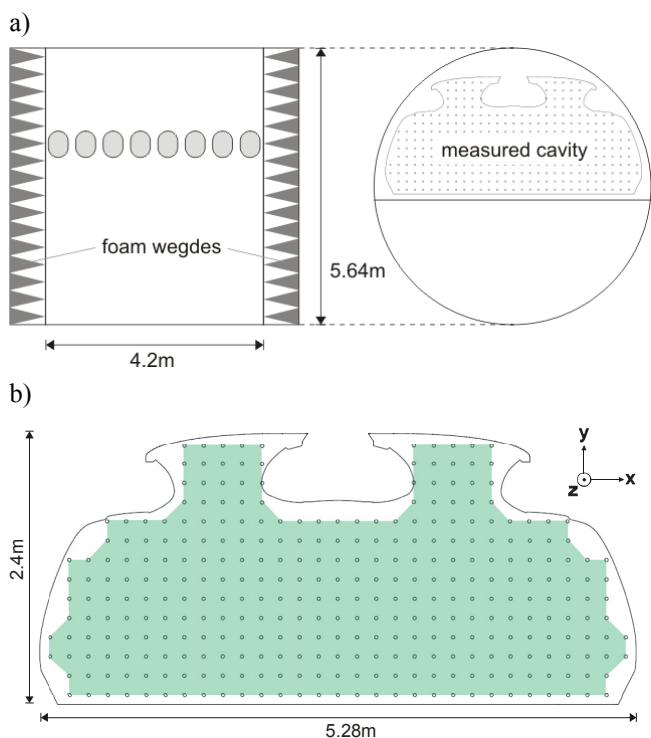 a)
measured cavity
foam wegdes
5.64m
4.2m
b)
y
z
x
2.4m
5.28m